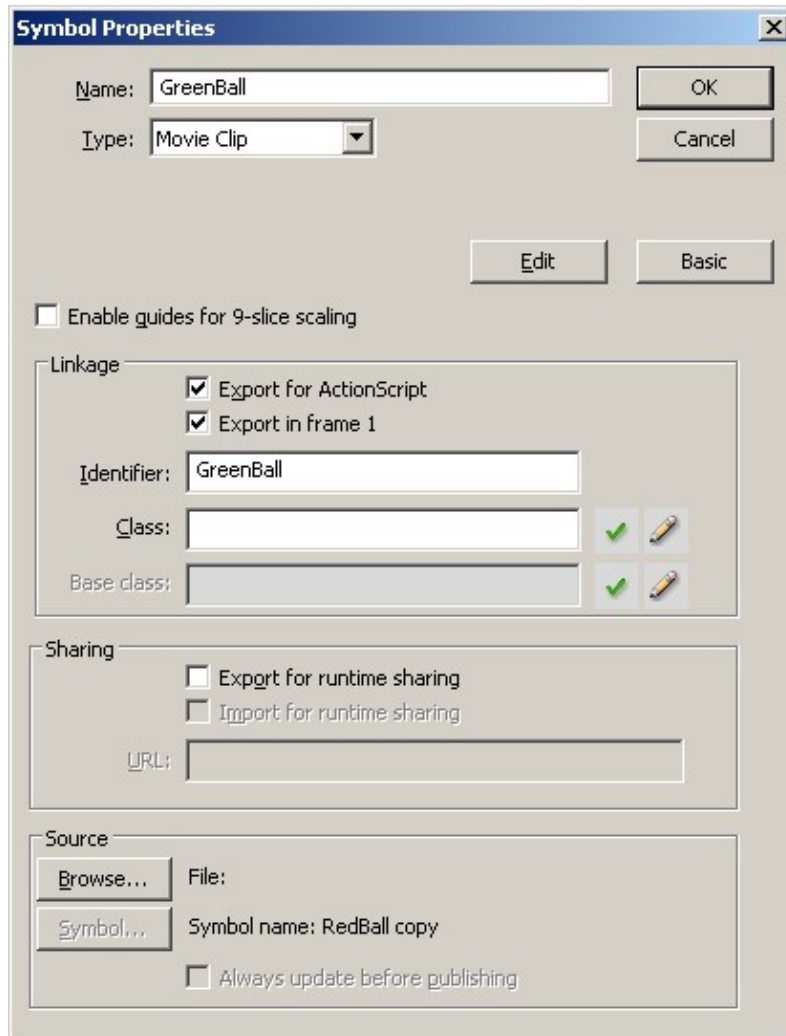 Symbol Properties
Name: GreenBall OK
Type: Movie Clip Cancel
Edit Basic
Enable guides for 9-slice scaling
Linkage
Export for ActionScript
Export in frame 1
Identifier: GreenBall
Class:
Base class:
Sharing
Export for runtime sharing
Import for runtime sharing
URL:
Source
Browse... File:
Symbol... Symbol name: RedBall copy
Always update before publishing